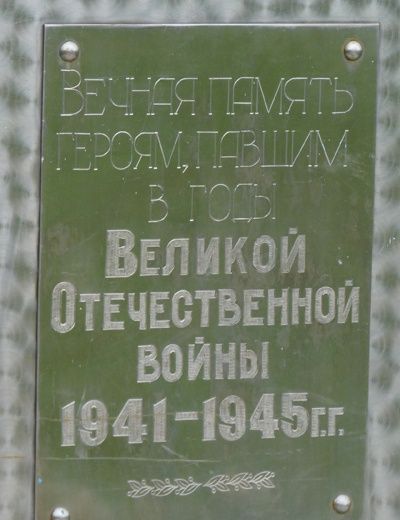 Вечная память
героям, павшим
в годы
Великой
Отечественной
войны
1941-1945г.г.